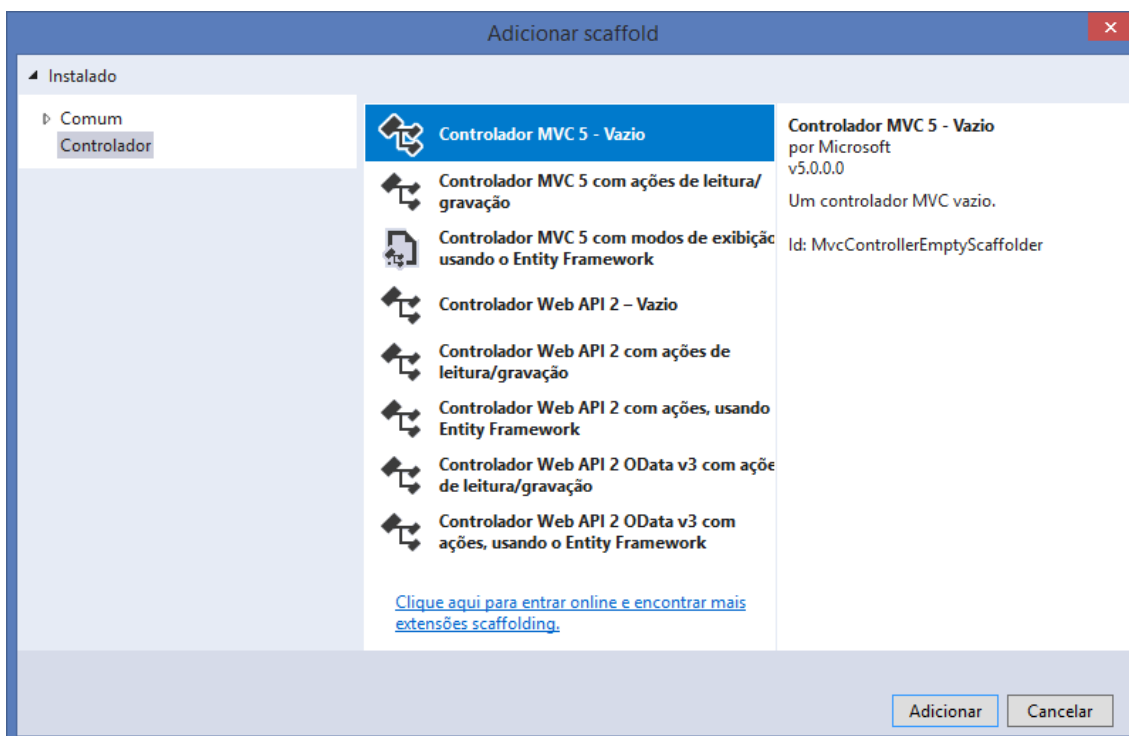 Adicionar scaffold
Instalado
Comum
Controlador
Controlador MVC 5 - Vazio
Controlador MVC 5 com ações de leitura/
gravação
Controlador MVC 5 com modos de exibição
usando o Entity Framework
Controlador Web API 2 – Vazio
Controlador Web API 2 com ações de
leitura/gravação
Controlador Web API 2 com ações, usando
Entity Framework
Controlador Web API 2 OData v3 com açõe
de leitura/gravação
Controlador Web API 2 OData v3 com
ações, usando o Entity Framework
Clique aqui para entrar online e encontrar mais
extensões scaffolding.
Controlador MVC 5 - Vazio
por Microsoft
v5.0.0.0
Um controlador MVC vazio.
Id: MvcControllerEmptyScaffolder
Adicionar
Cancelar